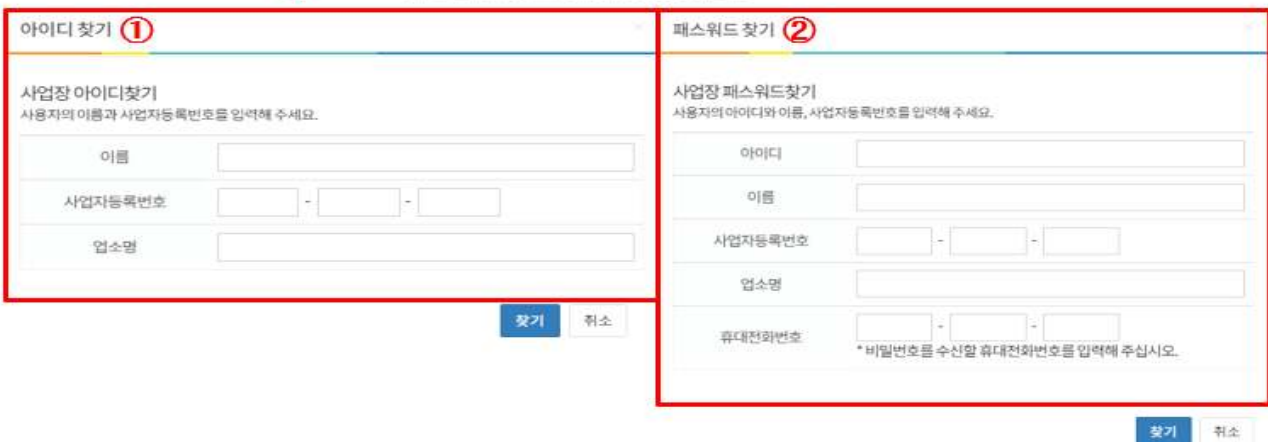 아이디 찾기 ①
사업장 아이디찾기
사용자의 이름과 사업자등록번호를 입력해 주세요.
이름
사업자등록번호 - -
업소명
찾기 취소
패스워드 찾기 ②
사업장 패스워드찾기
사용자의 아이디와 이름, 사업자등록번호를 입력해 주세요.
아이디
이름
사업자등록번호 - -
업소명
휴대전화번호 - -
* 비밀번호를 수신할 휴대전화번호를 입력해 주십시오.
찾기 취소